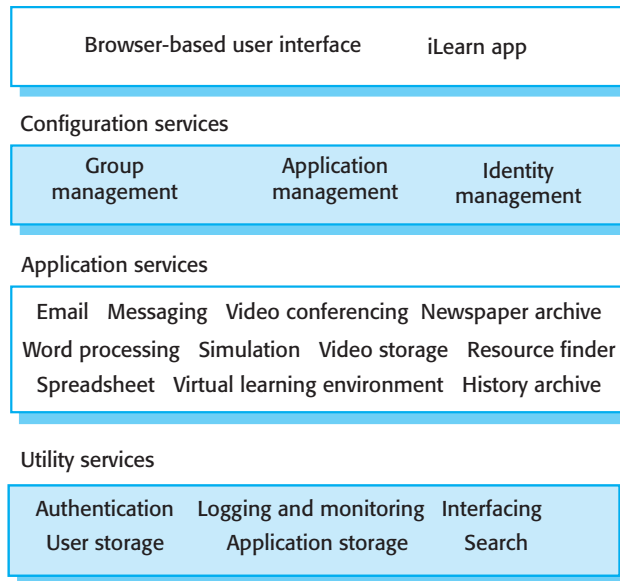 Browser-based user interface iLearn app
Configuration services
Group management Application management Identity management
Application services
Email Messaging Video conferencing Newspaper archive
Word processing Simulation Video storage Resource finder
Spreadsheet Virtual learning environment History archive
Utility services
Authentication Logging and monitoring Interfacing
User storage Application storage Search